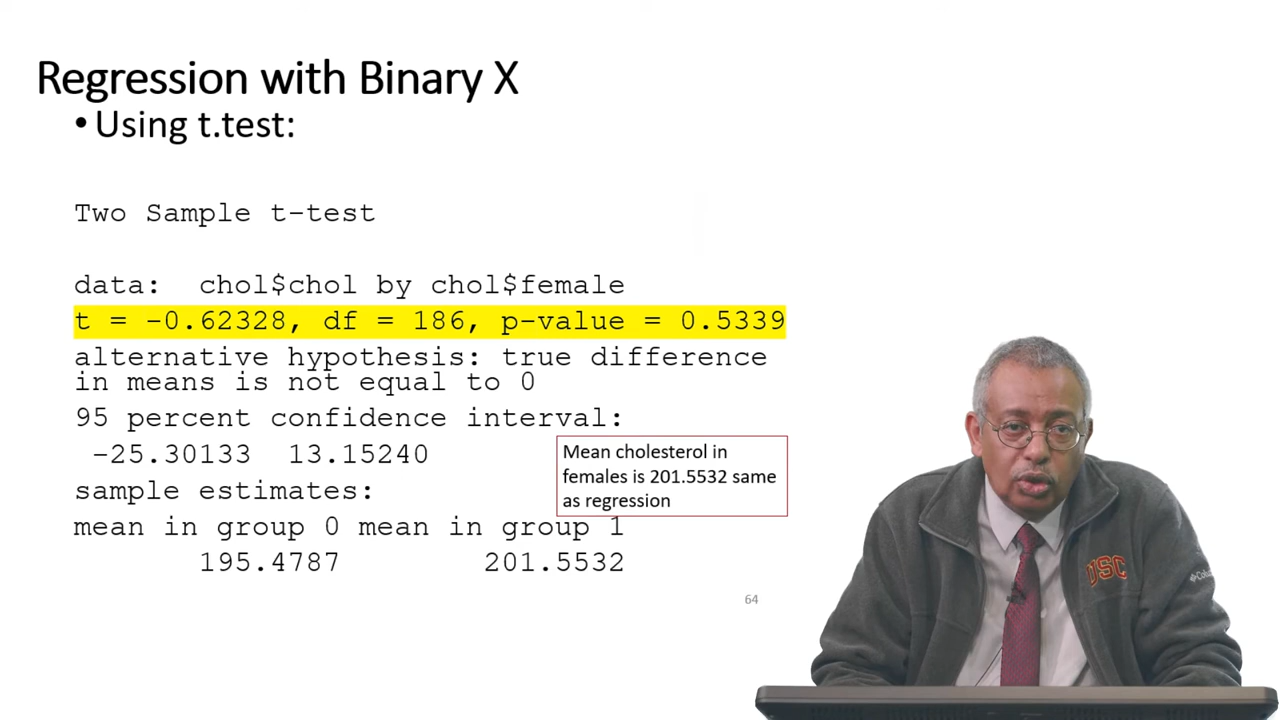 Regression with Binary X
• Using t.test:
Two Sample t-test
data: chol$chol by chol$female
t = -0.62328, df = 186, p-value = 0.5339
alternative hypothesis: true difference
in means is not equal to 0
95 percent confidence interval:
-25.30133 13.15240
sample estimates:
mean in group 0 mean in group 1
195.4787 201.5532
Mean cholesterol in
females is 201.5532 same
as regression
64
USC